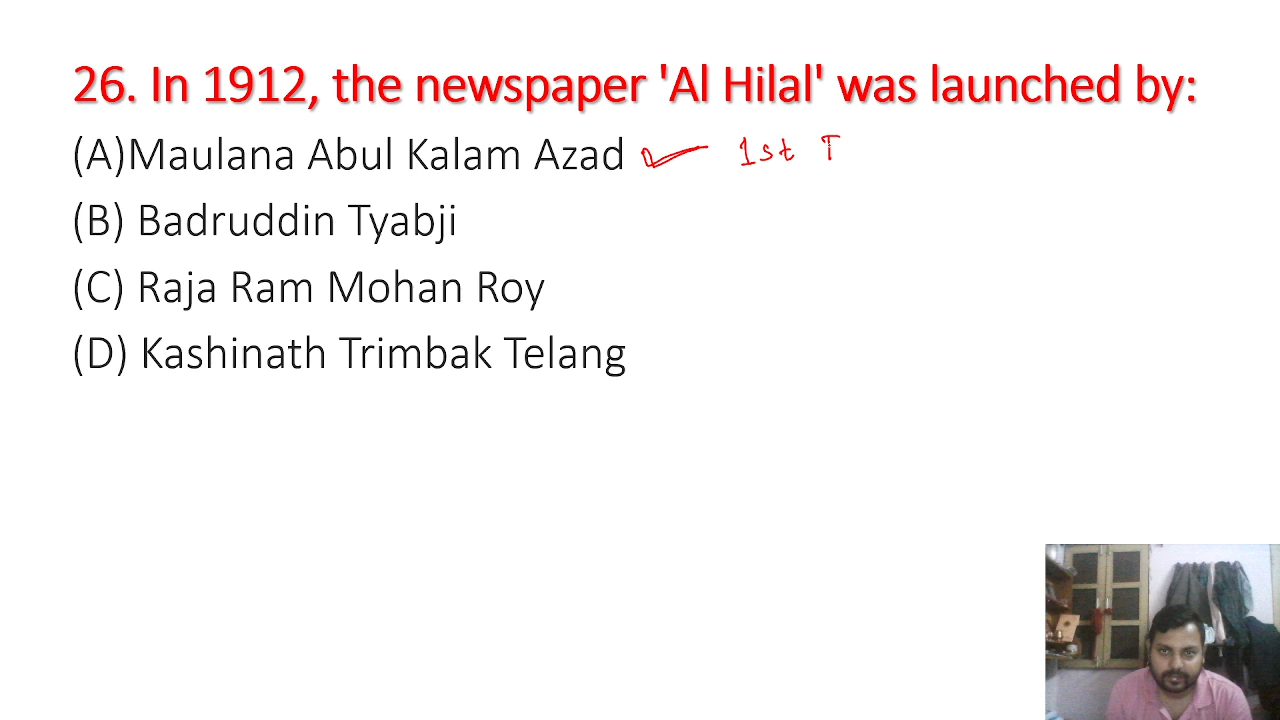 26. In 1912, the newspaper 'Al Hilal' was launched by:
(A)Maulana Abul Kalam Azad 1st I
(B) Badruddin Tyabji
(C) Raja Ram Mohan Roy
(D) Kashinath Trimbak Telang